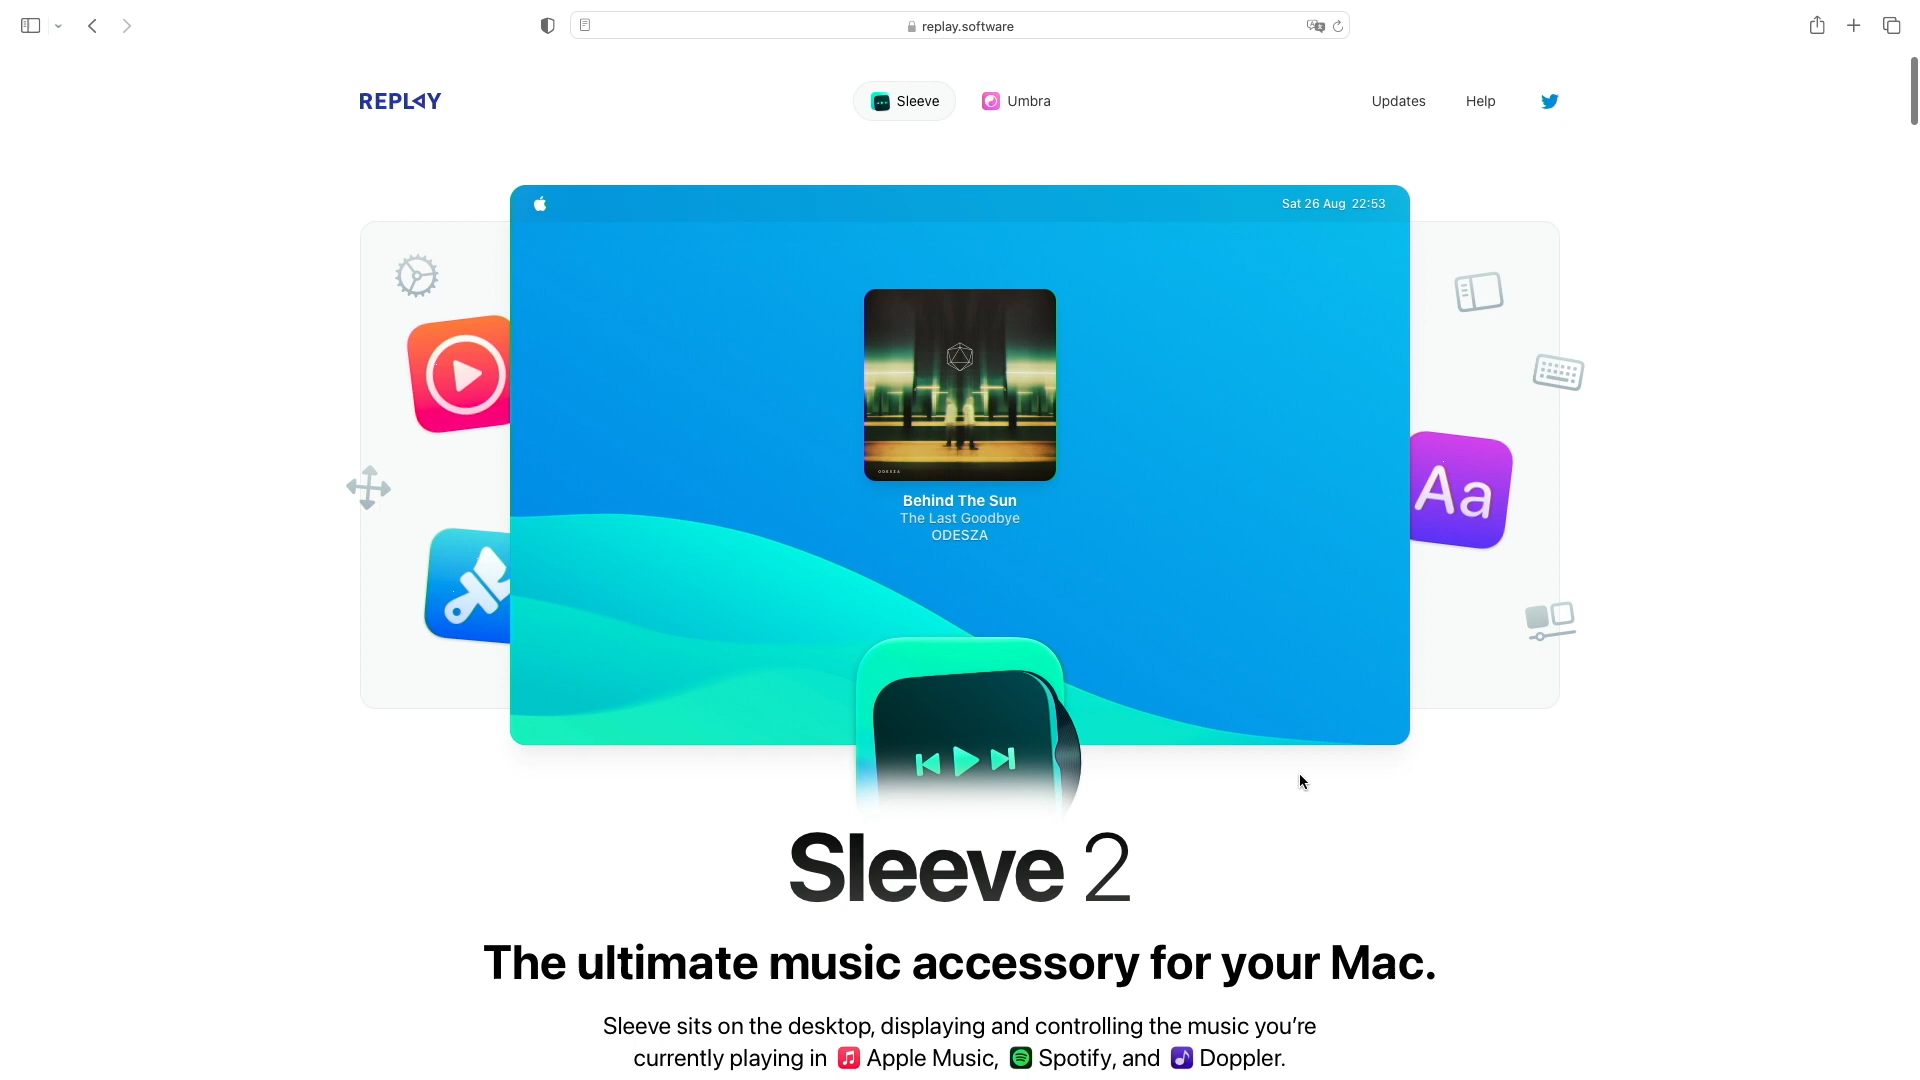 replay.software
REPLAY
Sleeve
Umbra
Updates
Help
Sat 26 Aug 22:53
Aa
ODESZA
Behind The Sun
The Last Goodbye
ODESZA
Sleeve 2
The ultimate music accessory for your Mac.
Sleeve sits on the desktop, displaying and controlling the music you’re
currently playing in Apple Music, Spotify, and Doppler.